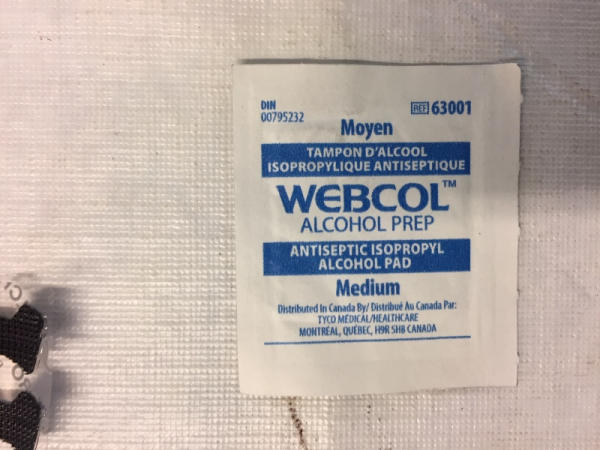 DIN
00795232
REF 63001
Moyen
TAMPON D'ALCOOL
ISOPROPYLIQUE ANTISEPTIQUE
WEBCOL™
ALCOHOL PREP
ANTISEPTIC ISOPROPYL
ALCOHOL PAD
Medium
Distributed In Canada By/ Distribué Au Canada Par:
TYCO MEDICAL/HEALTHCARE
MONTRÉAL, QUÉBEC, H9R 5H8 CANADA